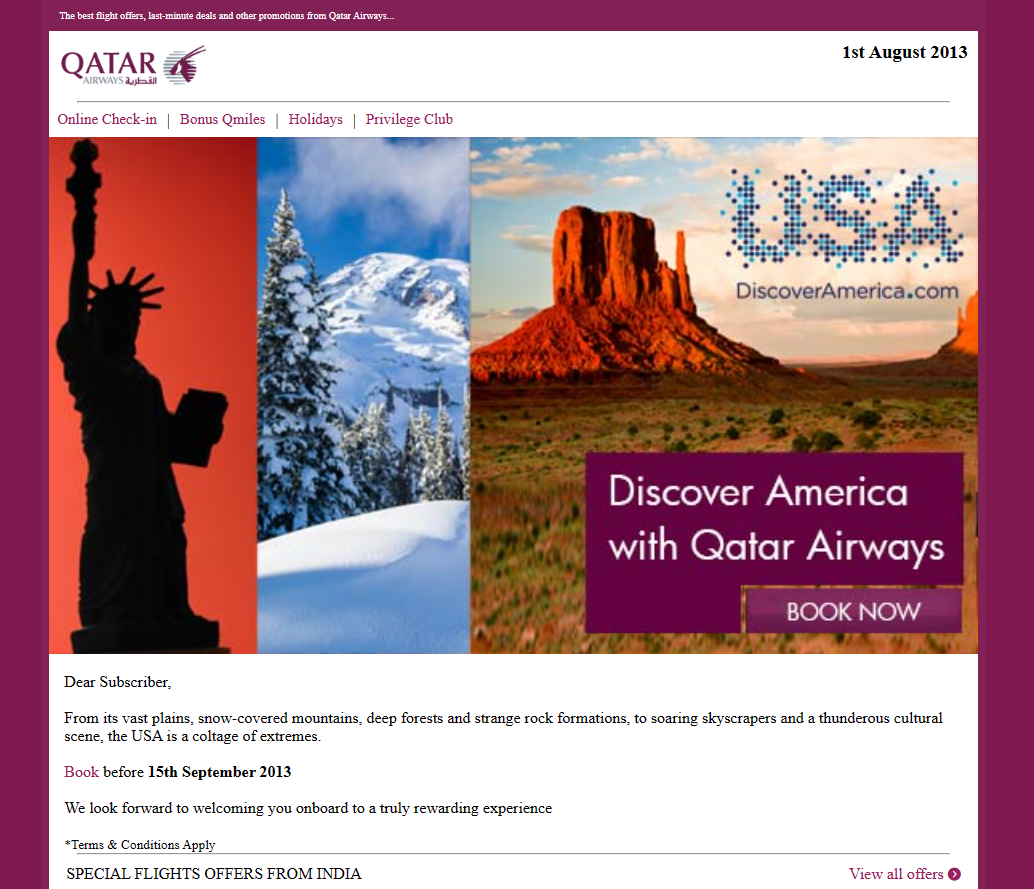 The best flight offers, last-minute deals and other promotions from Qatar Airways...
QATAR
AIRWAYS القطرية
1st August 2013
Online Check-in | Bonus Qmiles | Holidays | Privilege Club
USA
DiscoverAmerica.com
Discover America
with Qatar Airways
BOOK NOW
Dear Subscriber,
From its vast plains, snow-covered mountains, deep forests and strange rock formations, to soaring skyscrapers and a thunderous cultural
scene, the USA is a coltage of extremes.
Book before 15th September 2013
We look forward to welcoming you onboard to a truly rewarding experience
*Terms & Conditions Apply
SPECIAL FLIGHTS OFFERS FROM INDIA
View all offers